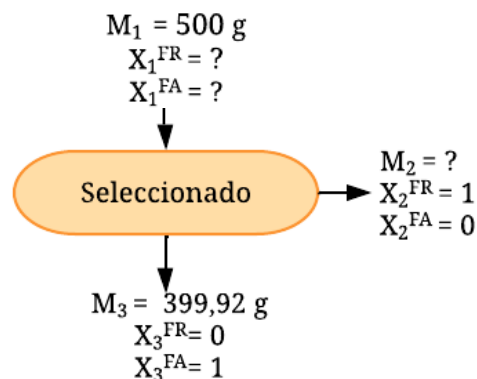 M₁ = 500 g
X₁ᶠᴿ = ?
X₁ᶠᴬ = ?
Seleccionado
M₂ = ?
X₂ᶠᴿ = 1
X₂ᶠᴬ = 0
M₃ = 399,92 g
X₃ᶠᴿ= 0
X₃ᶠᴬ= 1